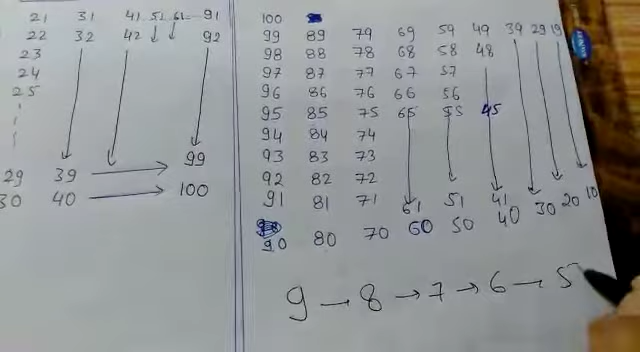 21 31 41 51 61 91
22 32 42 92
23
24
25
99
29 39
30 40 100
100
99 89 79 69 59 49 39 29 19
98 88 78 68 58 48
97 87 77 67 57
96 86 76 66 56
95 85 75 65 55 45
94 84 74
93 83 73
92 82 72
91 81 71 61 51 41
90 80 70 60 50 40 30 20 10
9 → 8 → 7 → 6 — 5